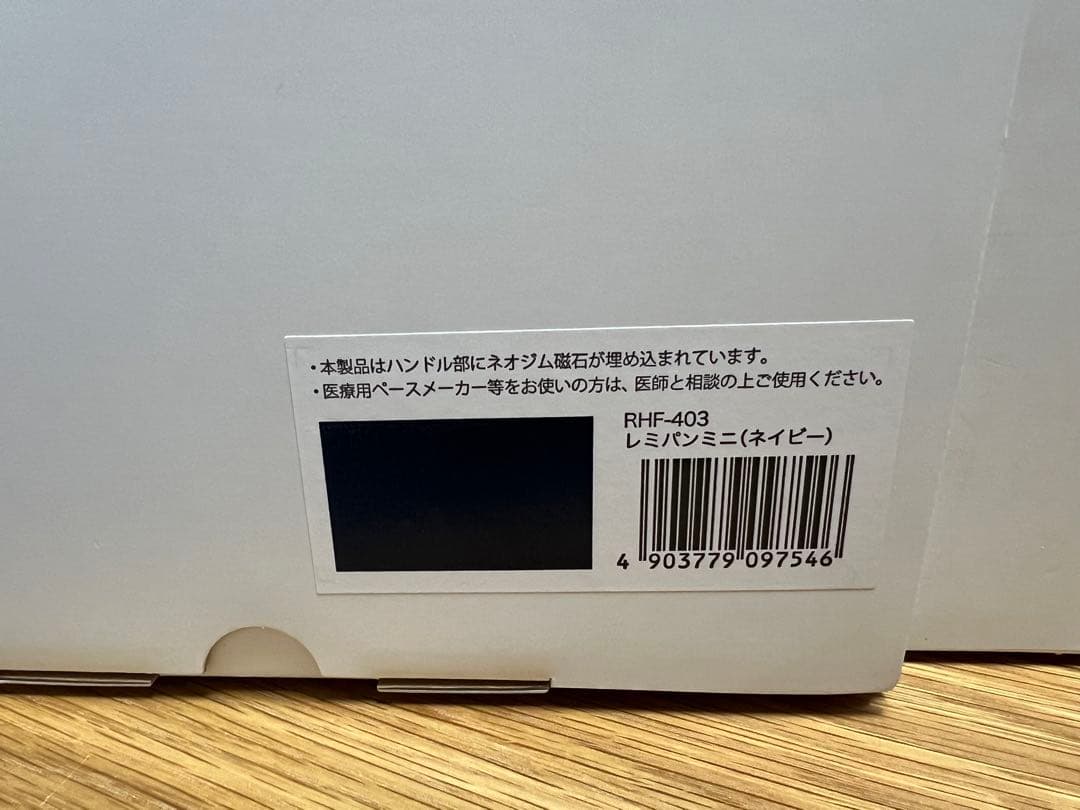 ・本製品はハンドル部にネオジム磁石が埋め込まれています。
・医療用ペースメーカー等をお使いの方は、医師と相談の上ご使用ください。
RHF-403
レミパンミニ(ネイビー)
4 903779 097546